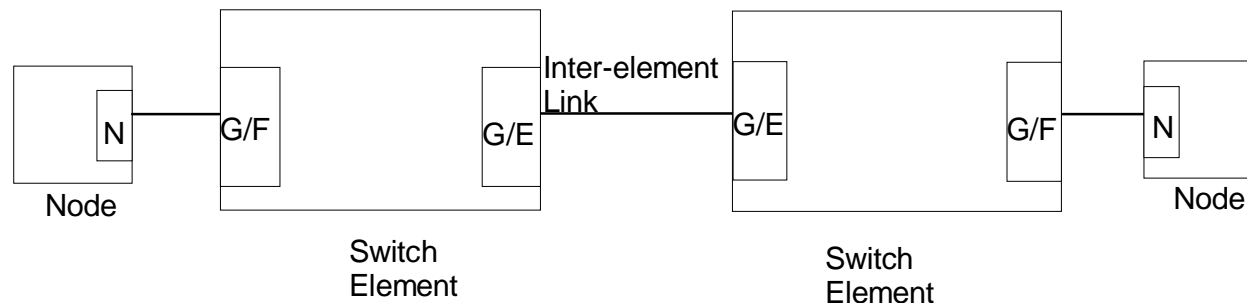 Inter-element
Link
N
G/F
G/E
G/E
G/F
N
Node
Node
Switch
Element
Switch
Element